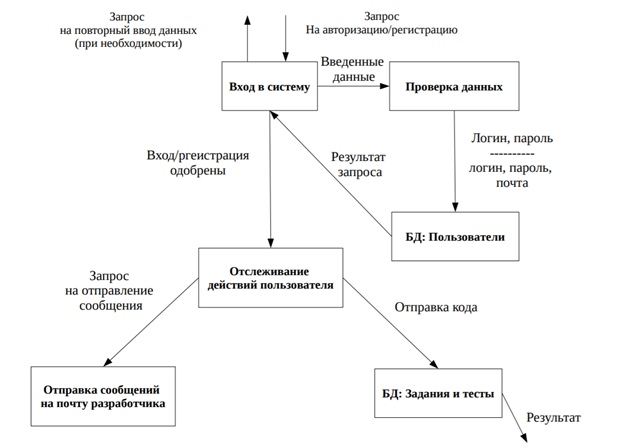 Запрос
на повторный ввод данных
(при необходимости)
Запрос
На авторизацию/регистрацию
Введенные
данные
Вход в систему
Проверка данных
Вход/ргеистрация
одобрены
Результат
запроса
Логин, пароль
----------
логин, пароль,
почта
БД: Пользователи
Отслеживание
действий пользователя
Запрос
на отправление
сообщения
Отправка кода
Отправка сообщений
на почту разработчика
БД: Задания и тесты
Результат